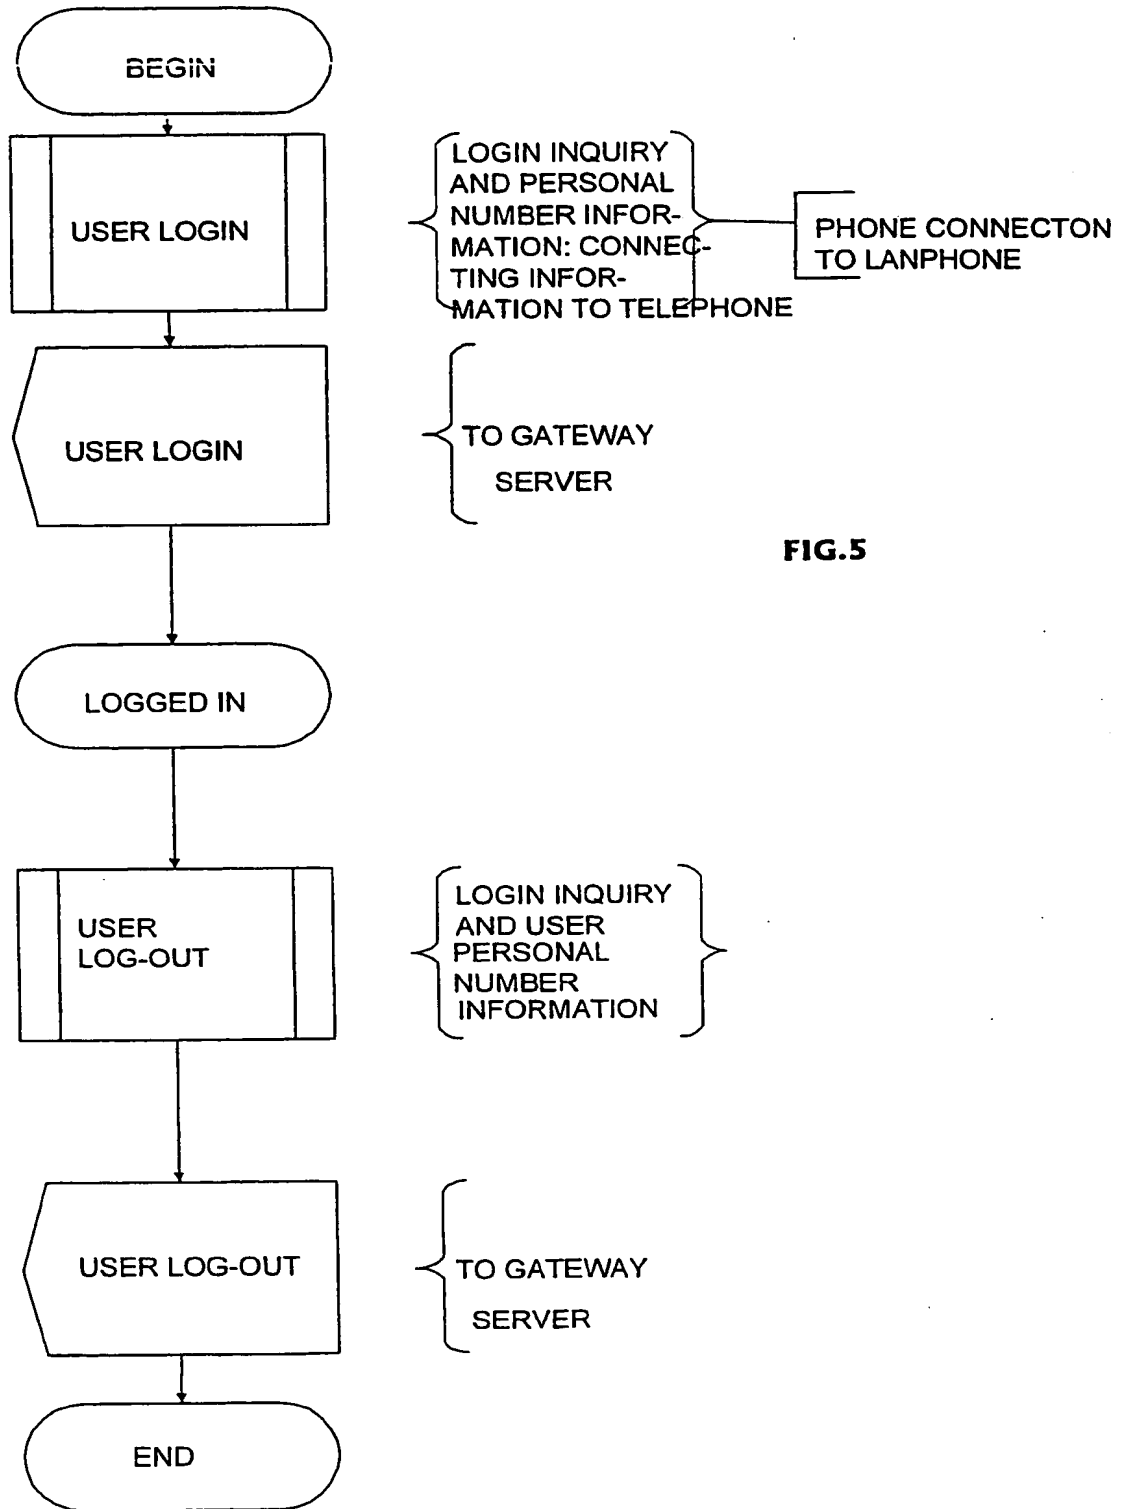 BEGIN
USER LOGIN
LOGIN INQUIRY
AND PERSONAL
NUMBER INFOR-
MATION: CONNEC-
TING INFOR-
MATION TO TELEPHONE
PHONE CONNECTON
TO LANPHONE
USER LOGIN
TO GATEWAY
SERVER
FIG.5
LOGGED IN
USER
LOG-OUT
LOGIN INQUIRY
AND USER
PERSONAL
NUMBER
INFORMATION
USER LOG-OUT
TO GATEWAY
SERVER
END